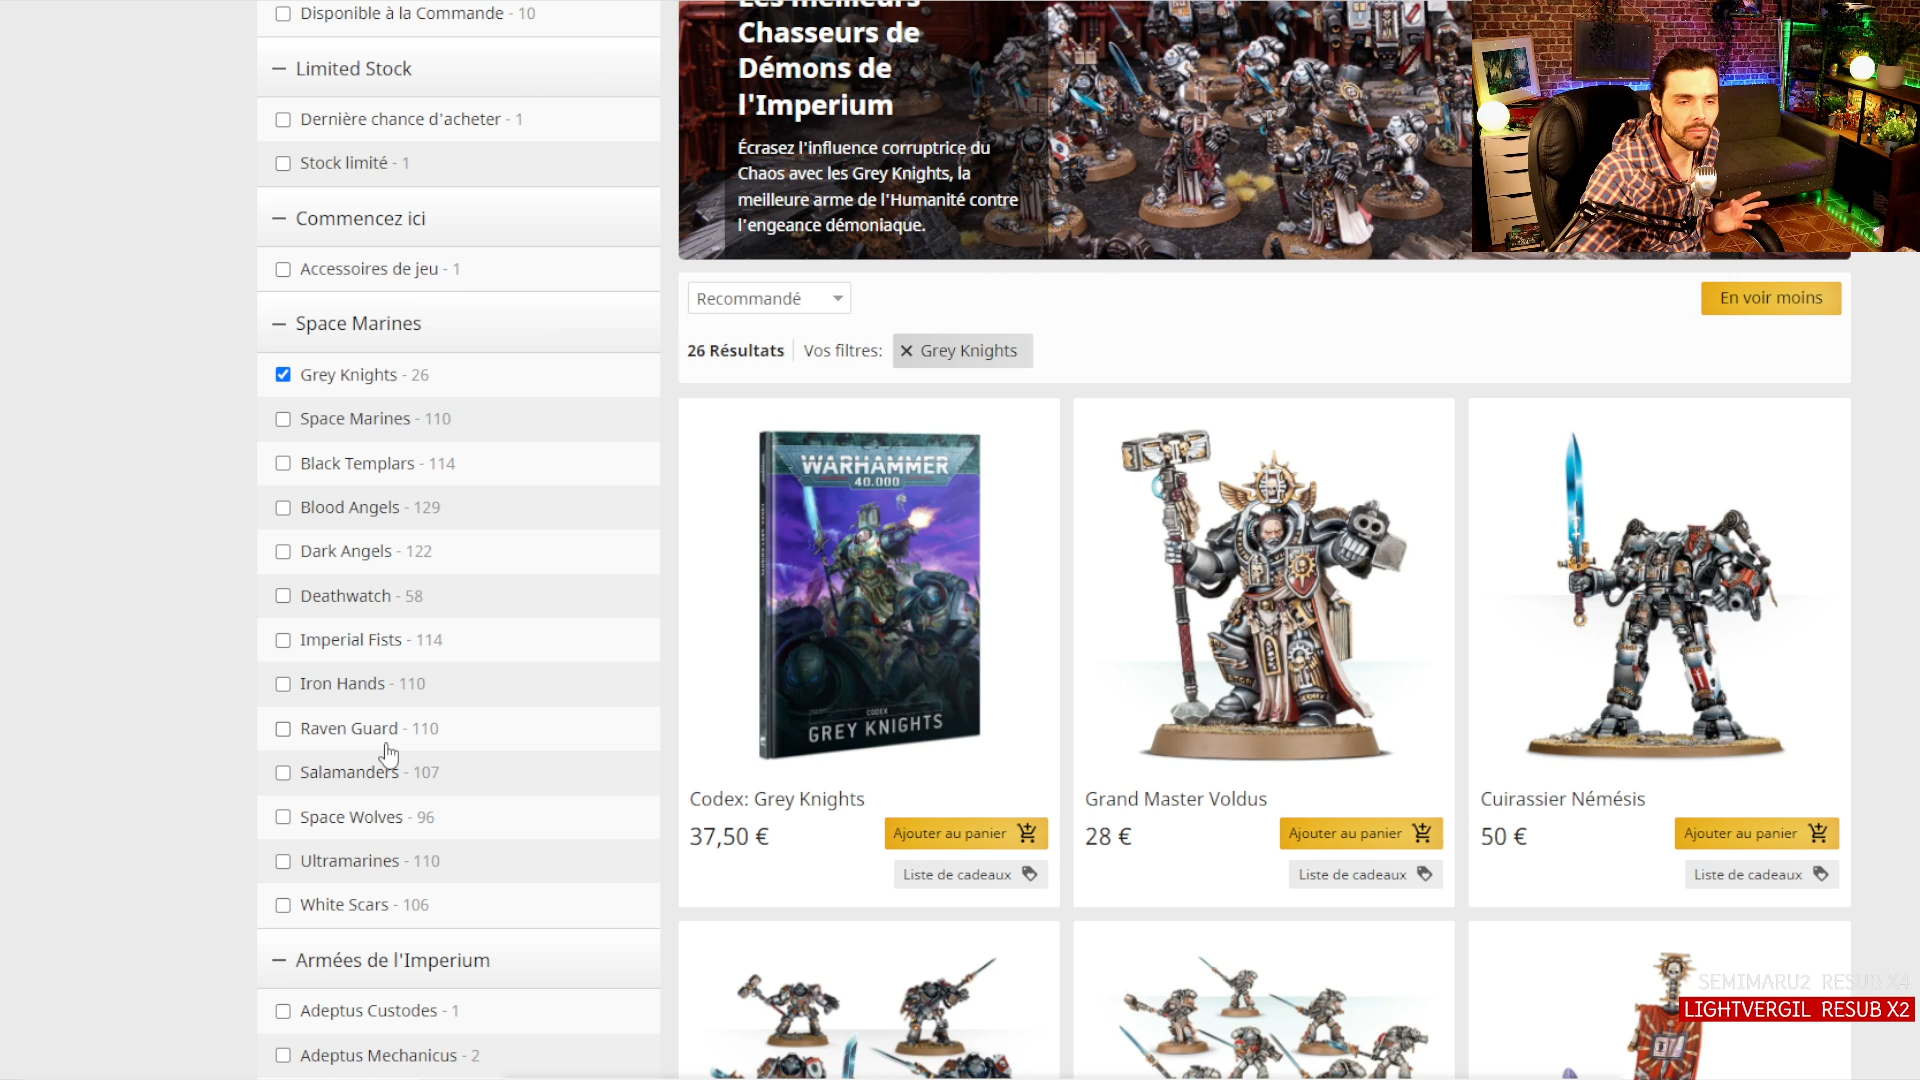 Disponible à la Commande - 10
Limited Stock
Dernière chance d'acheter - 1
Stock limité - 1
Commencez ici
Accessoires de jeu - 1
Space Marines
Grey Knights - 26
Space Marines - 110
Black Templars - 114
Blood Angels - 129
Dark Angels - 122
Deathwatch - 58
Imperial Fists - 114
Iron Hands - 110
Raven Guard - 110
Salamanders - 107
Space Wolves - 96
Ultramarines - 110
White Scars - 106
Armées de l'Imperium
Adeptus Custodes - 1
Adeptus Mechanicus - 2
Les meilleurs
Chasseurs de
Démons de
l'Imperium
Écrasez l'influence corruptrice du
Chaos avec les Grey Knights, la
meilleure arme de l'Humanité contre
l'engeance démoniaque.
Recommandé
En voir moins
26 Résultats
Vos filtres:
Grey Knights
WARHAMMER
40.000
CODEX
GREY KNIGHTS
Codex: Grey Knights
37,50 €
Ajouter au panier
Liste de cadeaux
Grand Master Voldus
28 €
Ajouter au panier
Liste de cadeaux
Cuirassier Némésis
50 €
Ajouter au panier
Liste de cadeaux
SEMIMARU2 RESUB X4
LIGHTVERGIL RESUB X2